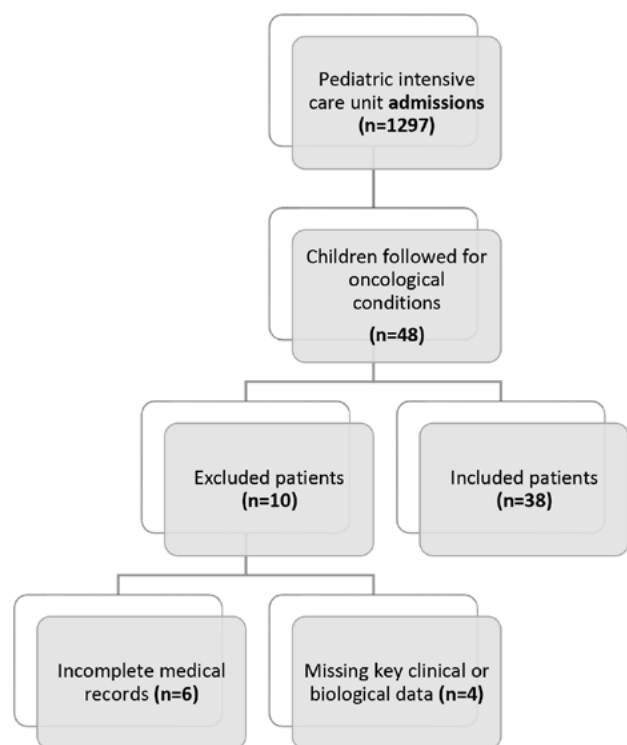 Pediatric intensive
care unit admissions
(n=1297)
Children followed for
oncological
conditions
(n=48)
Excluded patients
(n=10)
Included patients
(n=38)
Incomplete medical
records (n=6)
Missing key clinical or
biological data (n=4)